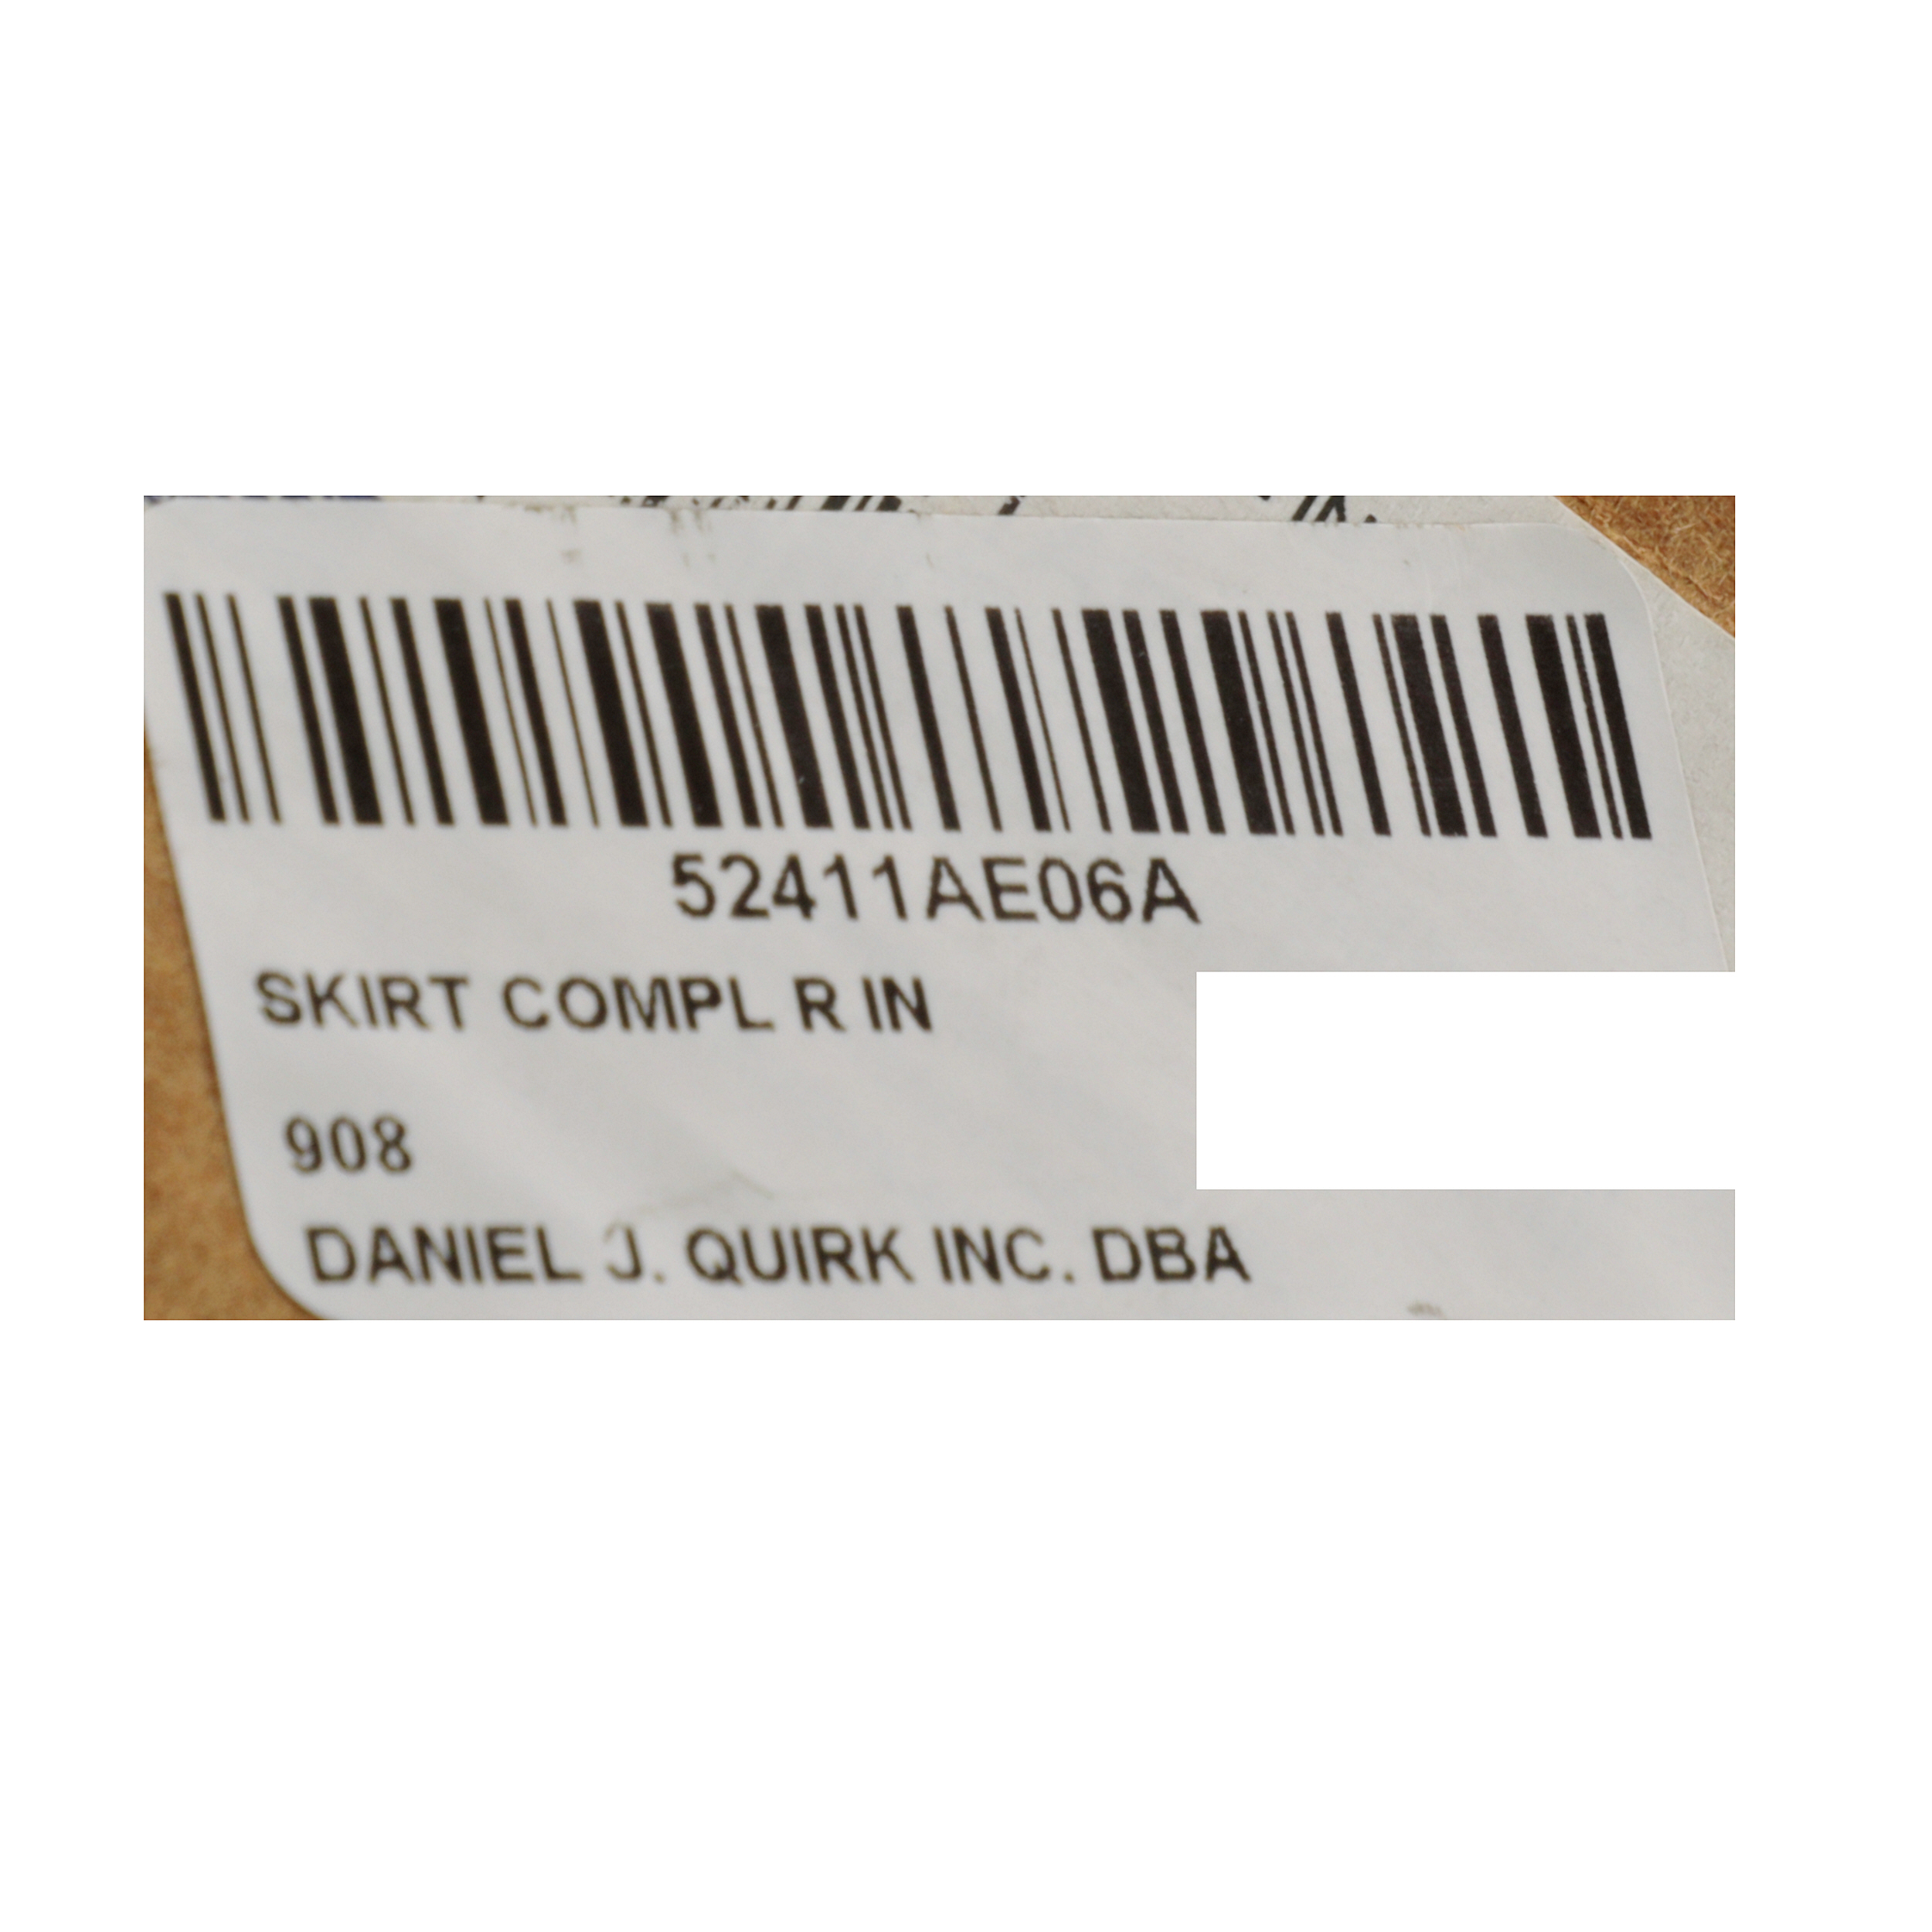 52411AE06A
SKIRT COMPL R IN
908
DANIEL J. QUIRK INC. DBA